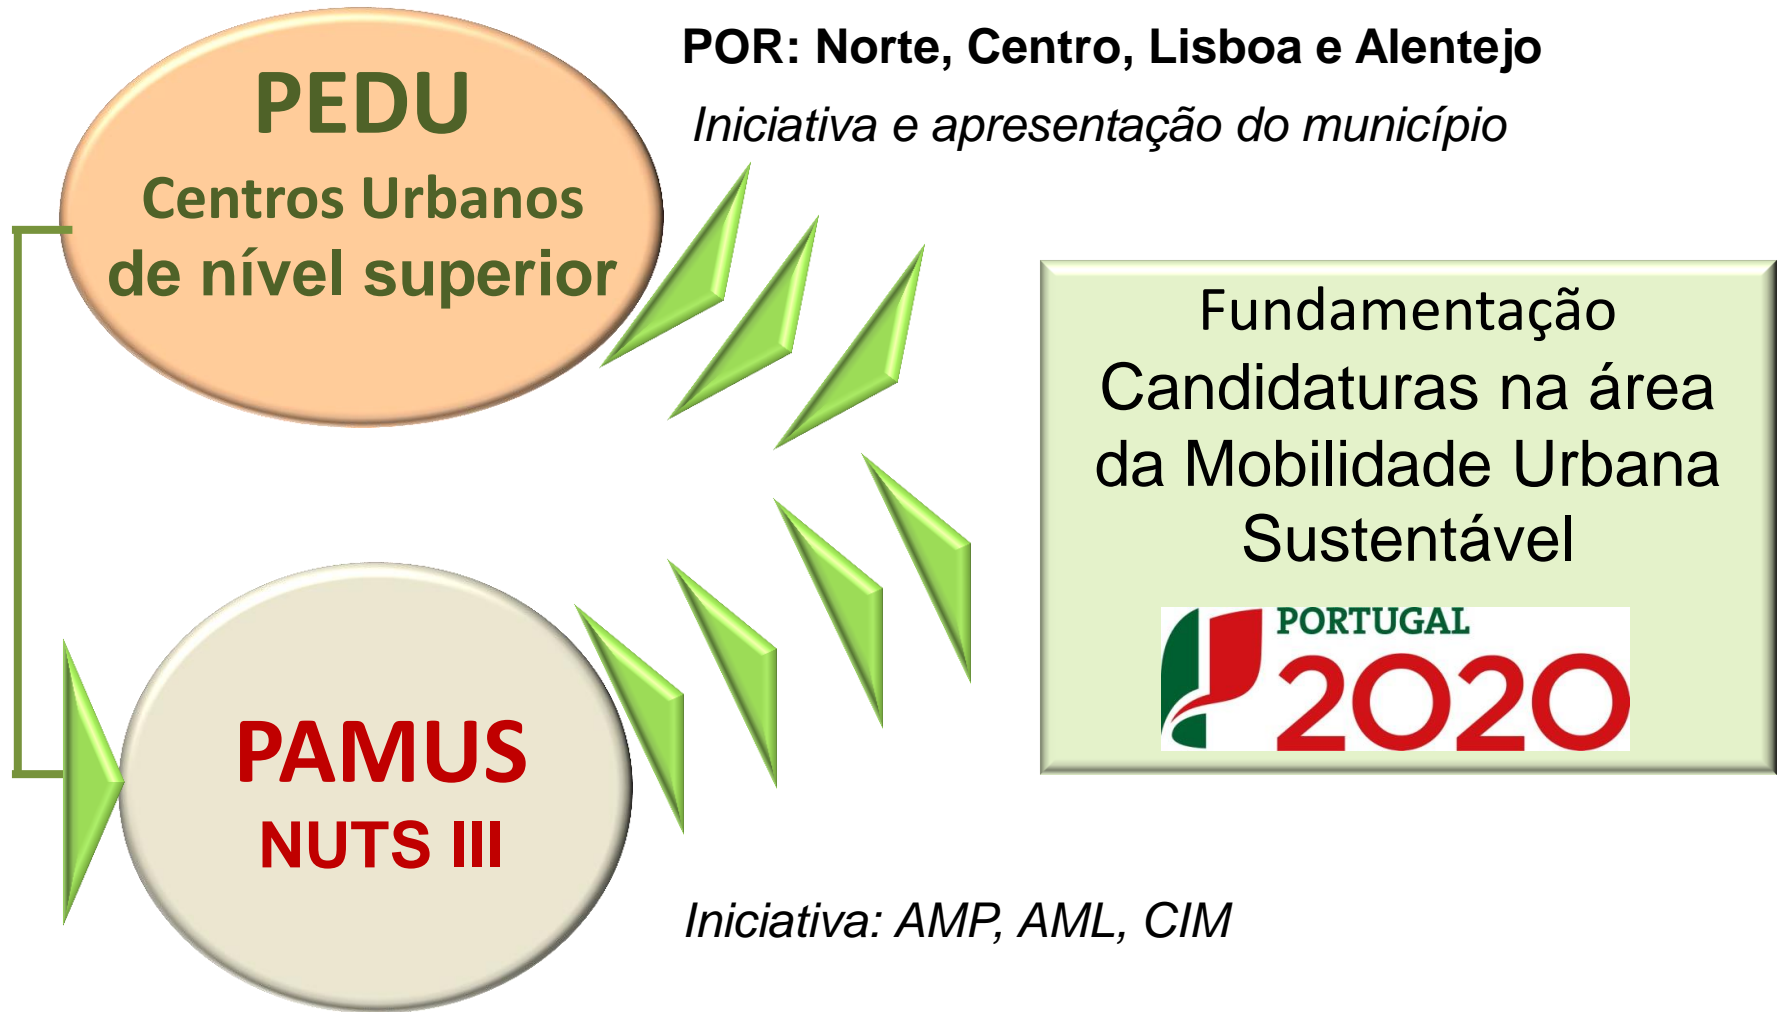 PEDU
Centros Urbanos
de nível superior
POR: Norte, Centro, Lisboa e Alentejo
Iniciativa e apresentação do município
Fundamentação
Candidaturas na área
da Mobilidade Urbana
Sustentável
PORTUGAL
2020
PAMUS
NUTS III
Iniciativa: AMP, AML, CIM